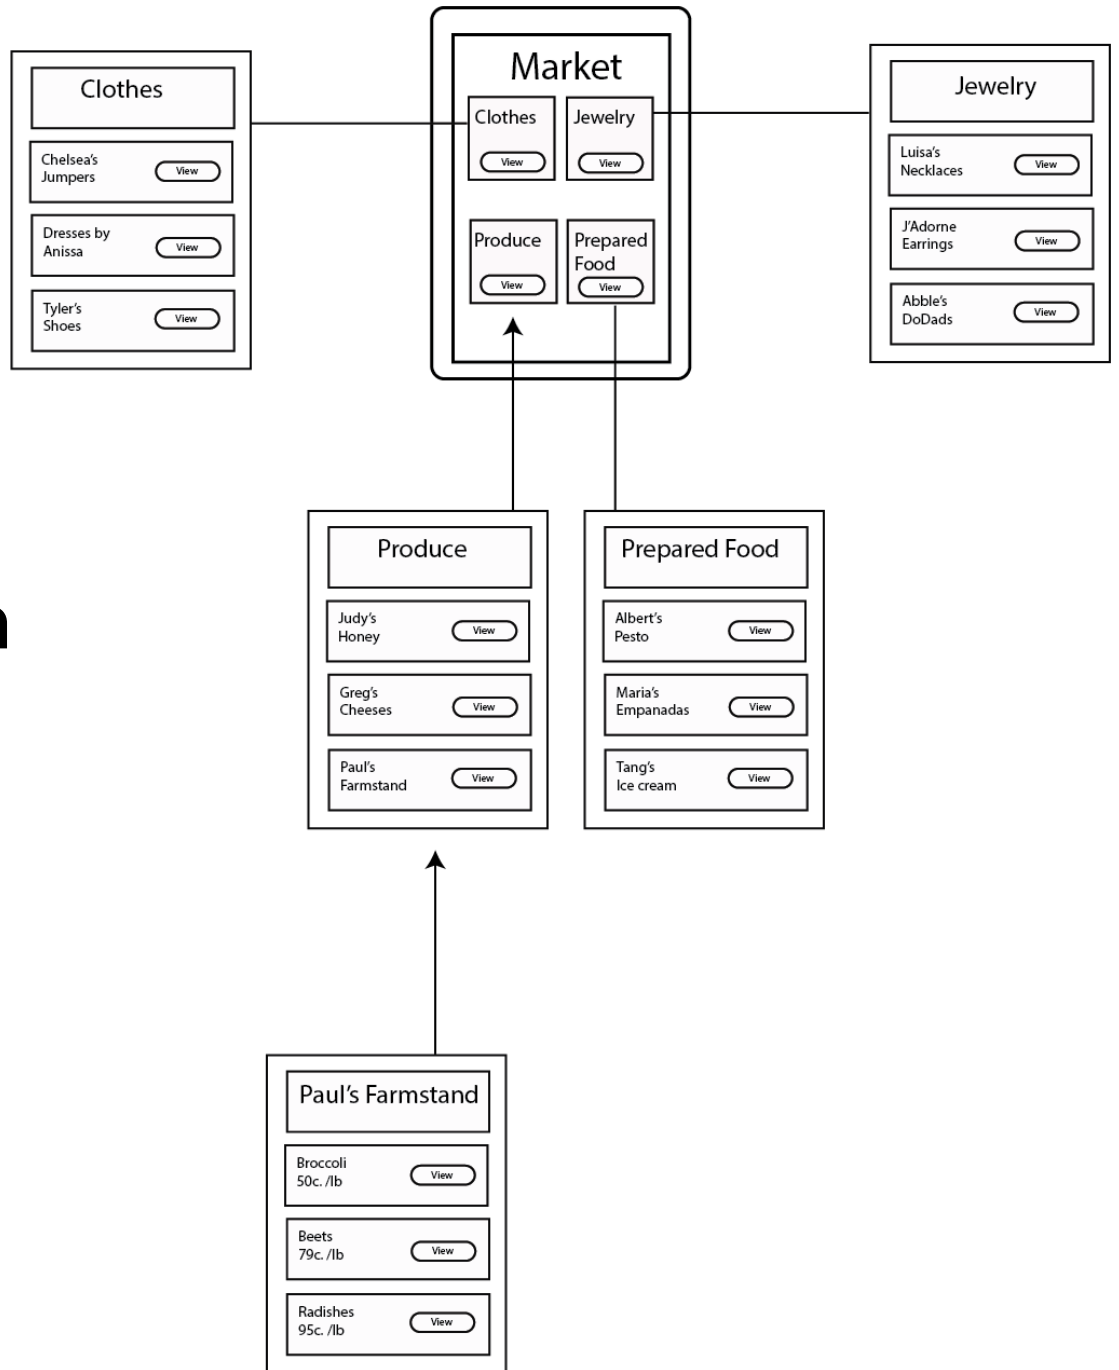 Market
Clothes
View
Jewelry
View
Produce
View
Prepared
Food
View
Clothes
Chelsea's
Jumpers
View
Dresses by
Anissa
View
Tyler's
Shoes
View
Jewelry
Luisa's
Necklaces
View
J'Adorne
Earrings
View
Abble's
DoDads
View
Produce
Judy's
Honey
View
Greg's
Cheeses
View
Paul's
Farmstand
View
Prepared Food
Albert's
Pesto
View
Maria's
Empanadas
View
Tang's
Ice cream
View
Paul's Farmstand
Broccoli
50c. /lb
View
Beets
79c. /lb
View
Radishes
95c. /lb
View